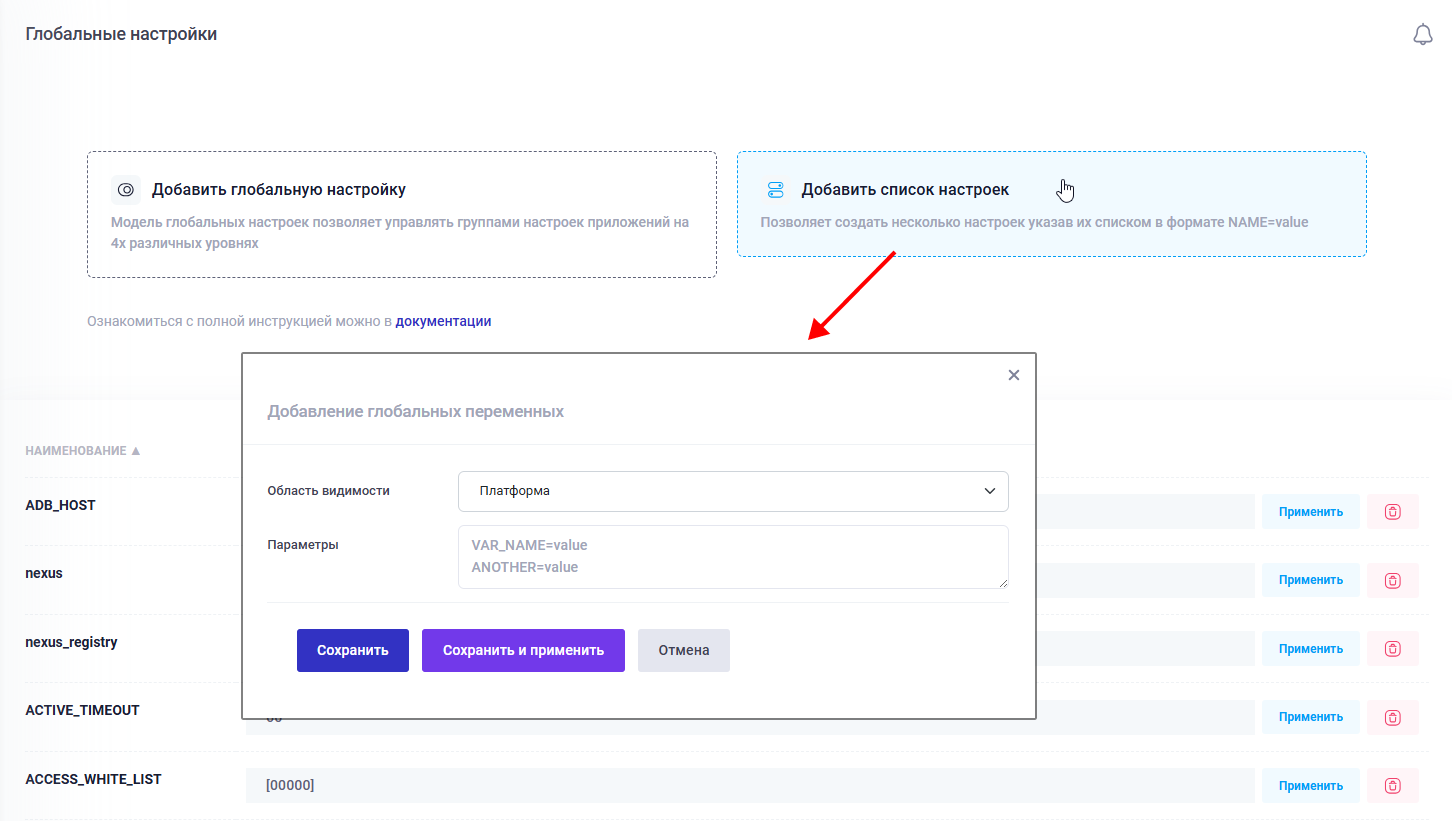 Глобальные настройки
Добавить глобальную настройку
Модель глобальных настроек позволяет управлять группами настроек приложений на
4х различных уровнях
Добавить список настроек
Позволяет создать несколько настроек указав их списком в формате NAME=value
Ознакомиться с полной инструкцией можно в документации
Добавление глобальных переменных
Область видимости
Платформа
Параметры
VAR_NAME=value
ANOTHER=value
Сохранить
Сохранить и применить
Отмена
НАИМЕНОВАНИЕ ▲
ADB_HOST
Применить
nexus
Применить
nexus_registry
Применить
ACTIVE_TIMEOUT
Применить
ACCESS_WHITE_LIST
[00000]
Применить